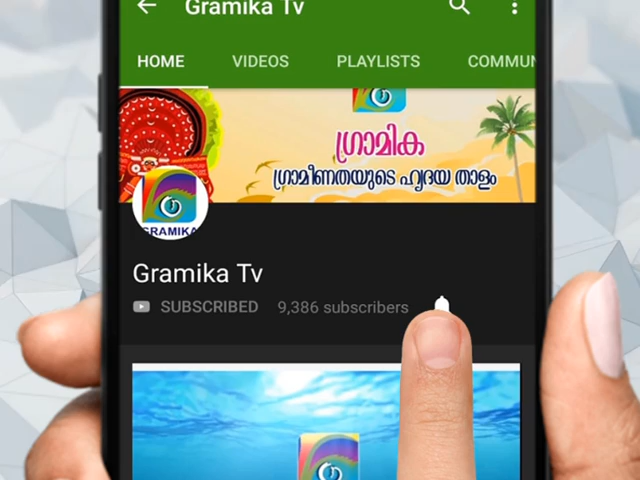 Gramika Tv
HOME VIDEOS PLAYLISTS COMMUN
ഗ്രാമിക
ഗ്രാമീണതയുടെ ഹൃദയ താളം
GRAMIKA
Gramika Tv
SUBSCRIBED 9,386 subscribers